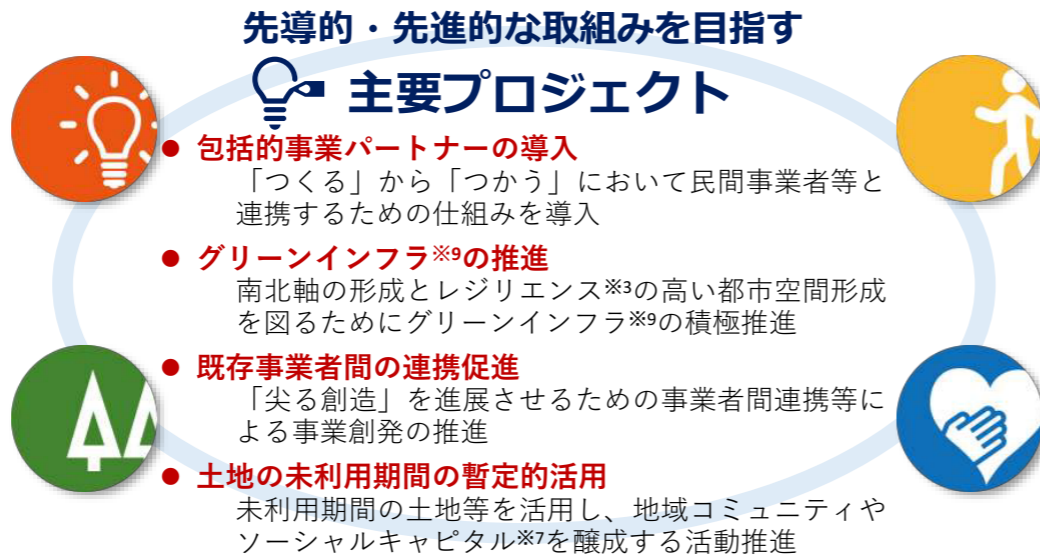 先導的・先進的な取組みを目指す
主要プロジェクト
● 包括的事業パートナーの導入
「つくる」から「つかう」において民間事業者等と
連携するための仕組みを導入
● グリーンインフラ※9の推進
南北軸の形成とレジリエンス※3の高い都市空間形成
を図るためにグリーンインフラ※9の積極推進
● 既存事業者間の連携促進
「尖る創造」を進展させるための事業者間連携等に
よる事業創発の推進
● 土地の未利用期間の暫定的活用
未利用期間の土地等を活用し、地域コミュニティや
ソーシャルキャピタル※7を醸成する活動推進